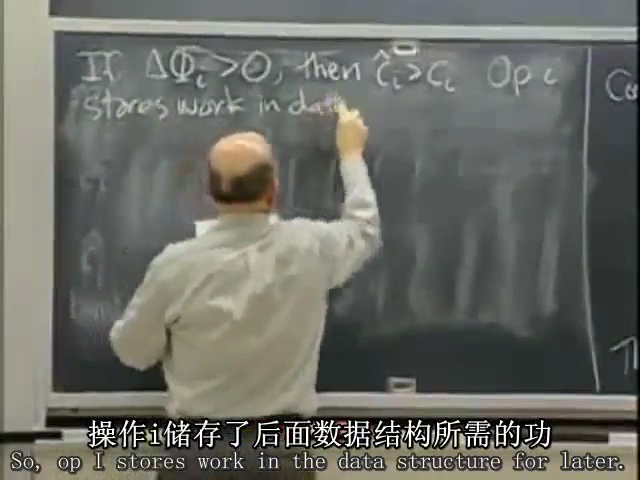 If ΔΦᵢ > 0, then ĉᵢ > cᵢ Op i
stores work in data
操作i储存了后面数据结构所需的功
So, op I stores work in the data structure for later.